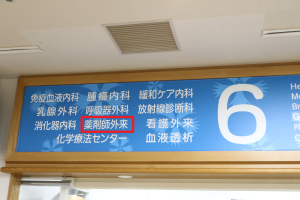 免疫血液内科 腫瘍内科 緩和ケア内科
乳腺外科 呼吸器外科 放射線診断科
消化器内科 薬剤師外来 看護外来
化学療法センター 血液透析
6